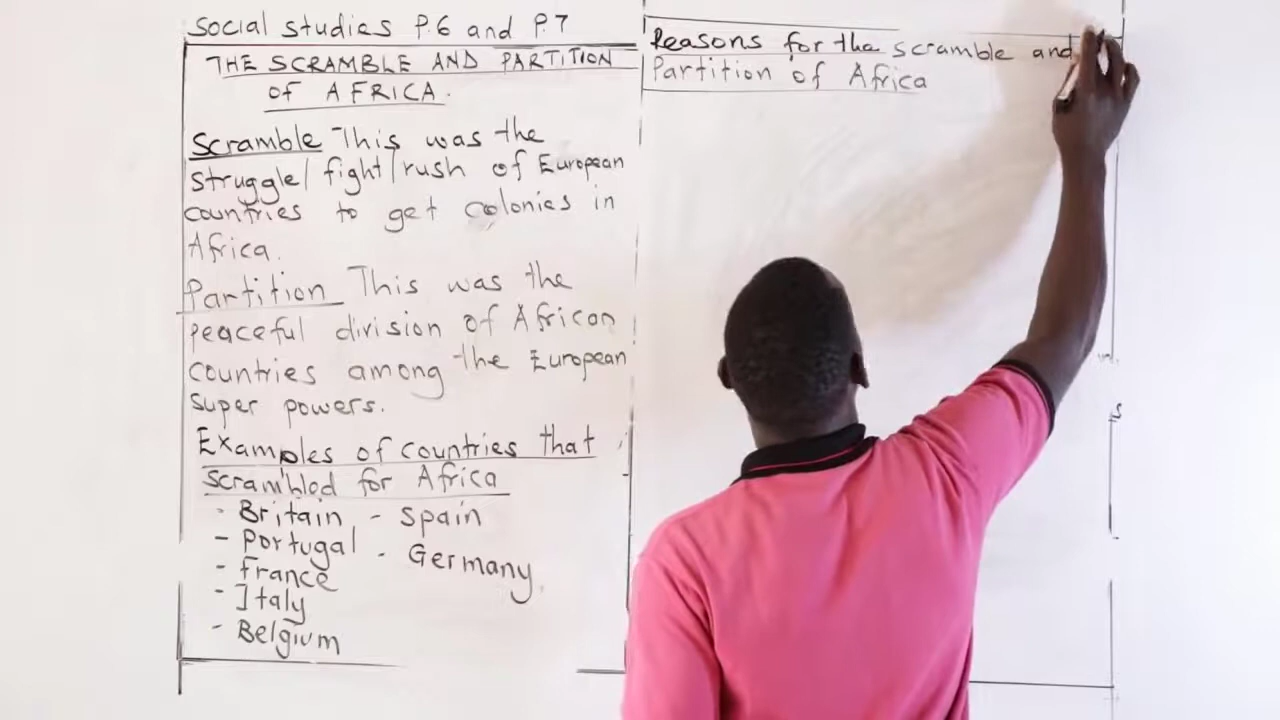 Social studies P.6 and P.7
THE SCRAMBLE AND PARTITION
OF AFRICA.
Scramble This was the
struggle/fight/rush of European
countries to get colonies in
Africa.
Partition This was the
peaceful division of African
countries among the European
super powers.
Examples of countries that
scrambled for Africa
- Britain - Spain
- Portugal - Germany
- France
- Italy
- Belgium
Reasons for the scramble and
Partition of Africa